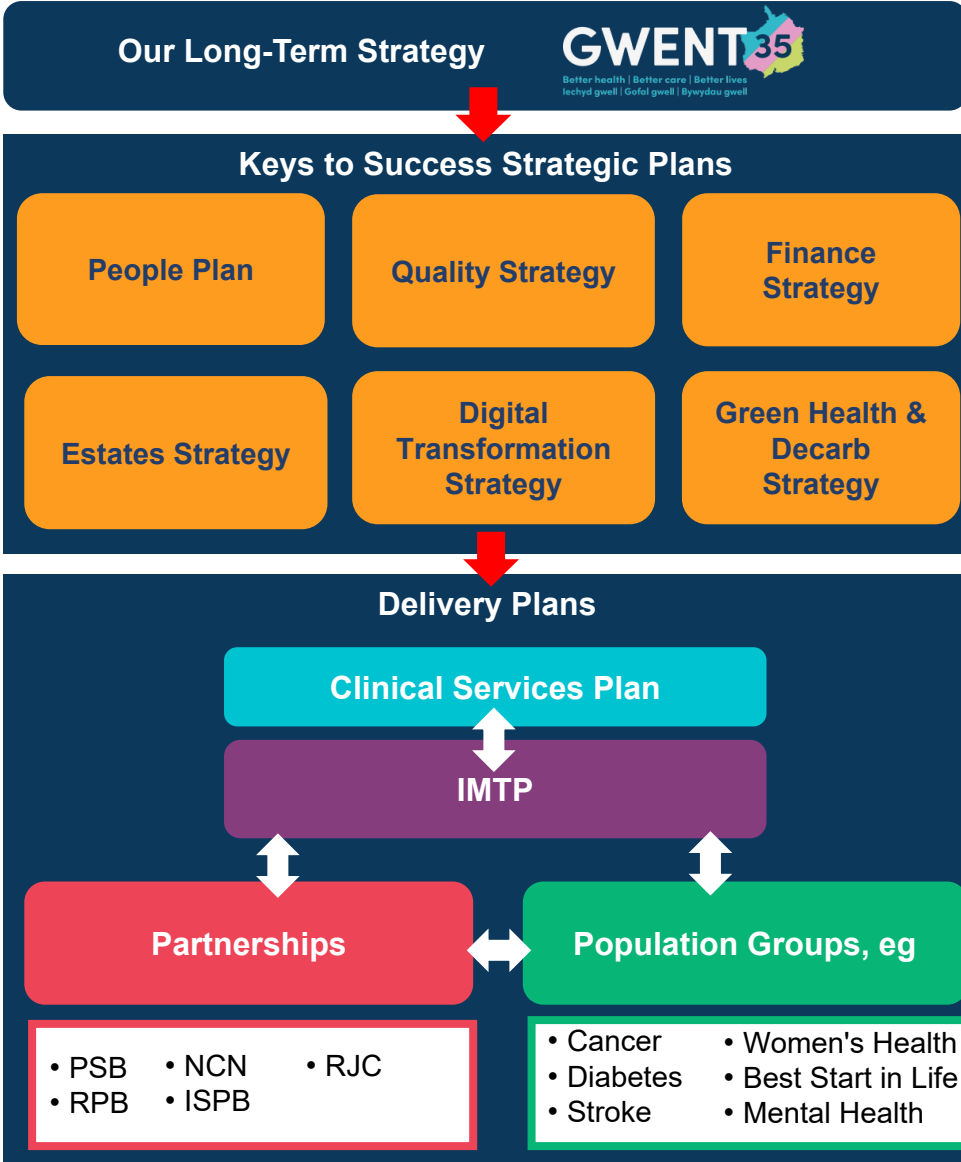 Our Long-Term Strategy
GWENT 35
Better health | Better care | Better lives
Iechyd gwell | Gofal gwell | Bywydau gwell
Keys to Success Strategic Plans
People Plan
Quality Strategy
Finance
Strategy
Estates Strategy
Digital
Transformation
Strategy
Green Health &
Decarb
Strategy
Delivery Plans
Clinical Services Plan
IMTP
Partnerships
• PSB
• RPB
• NCN
• ISPB
• RJC
Population Groups, eg
• Cancer
• Diabetes
• Stroke
• Women's Health
• Best Start in Life
• Mental Health